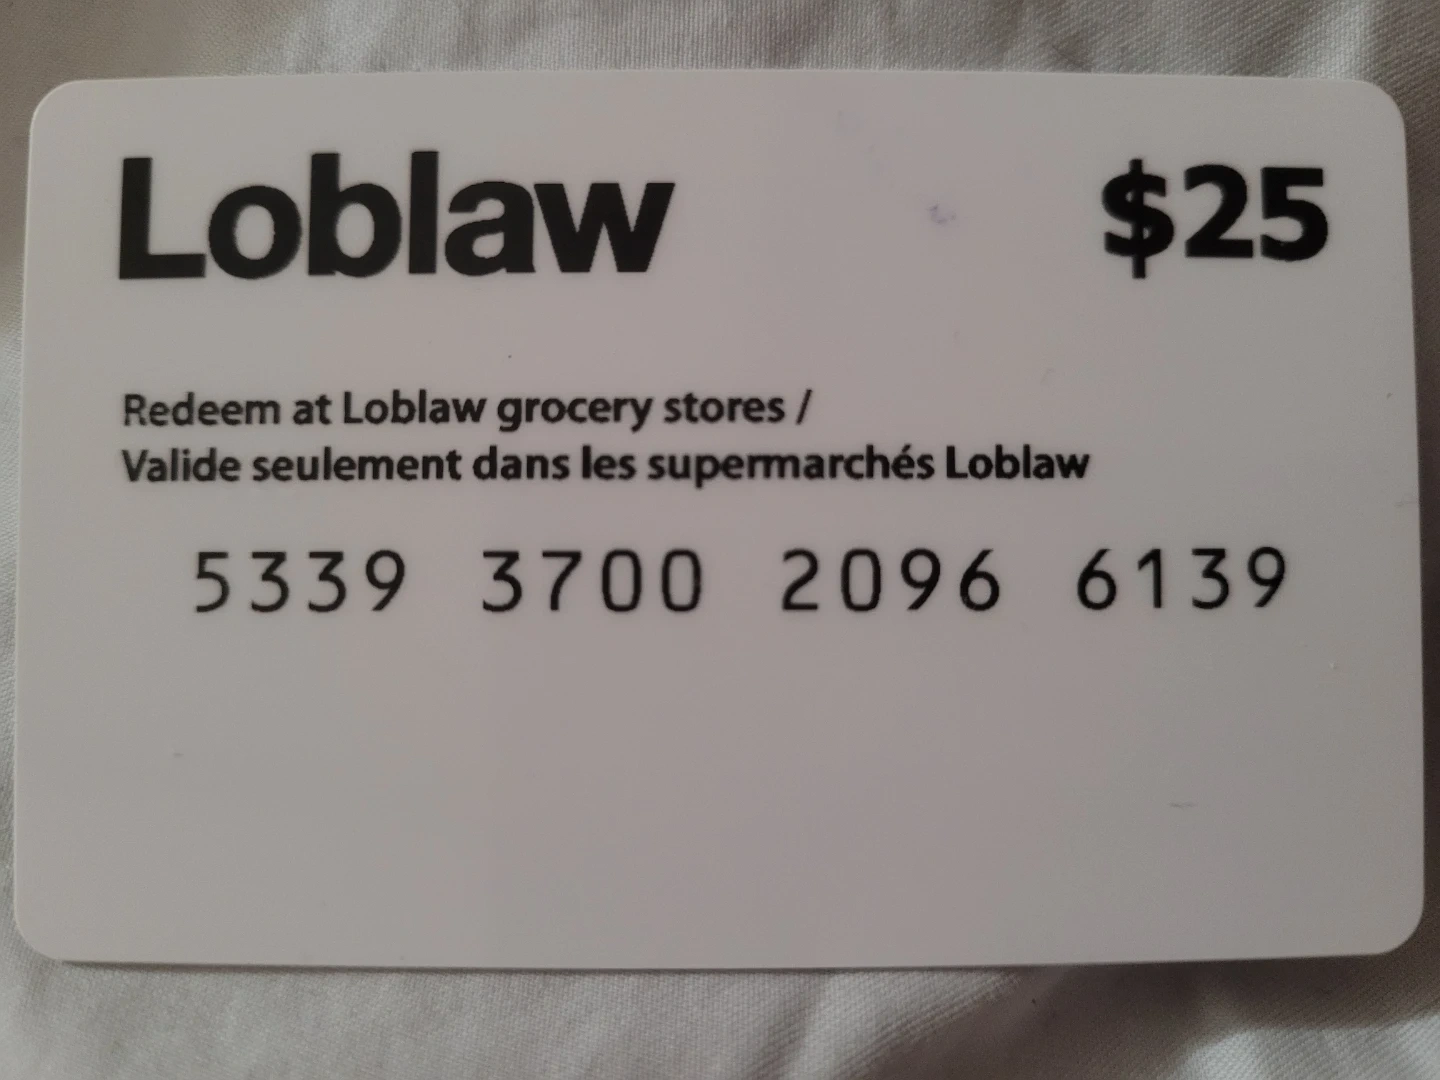 Loblaw $25
Redeem at Loblaw grocery stores /
Valide seulement dans les supermarchés Loblaw
5339 3700 2096 6139